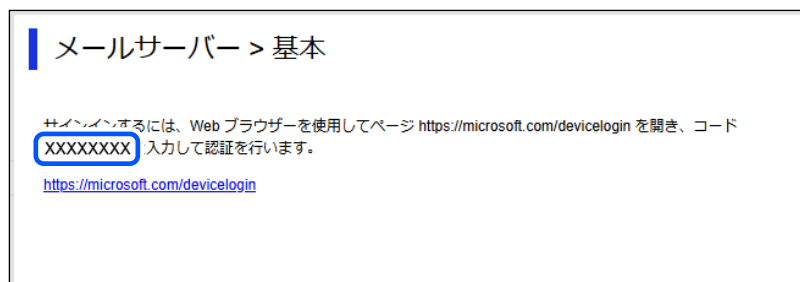 メールサーバー > 基本
サインインするには、Web ブラウザーを使用してページ https://microsoft.com/devicelogin を開き、コード
XXXXXXXX 入力して認証を行います。
https://microsoft.com/devicelogin